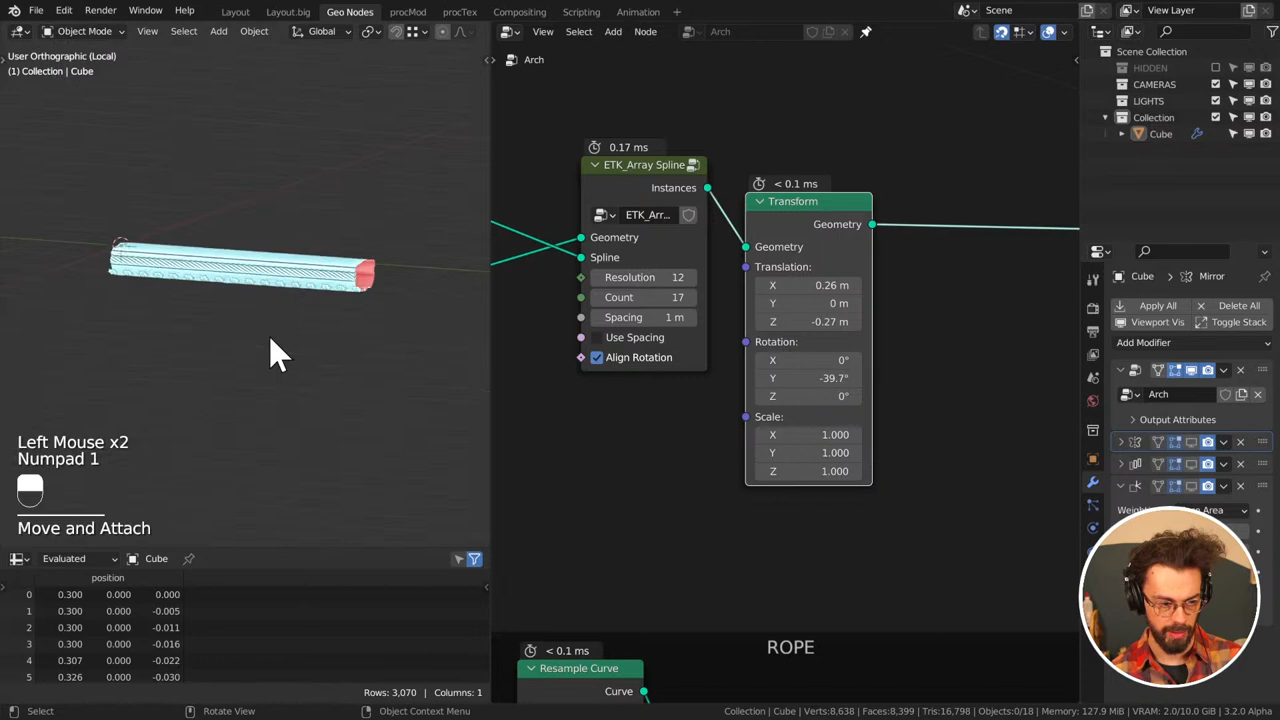 File Edit Render Window Help Layout Layout.big Geo Nodes procMod procTex Compositing Scripting Animation + Scene View Layer
Object Mode View Select Add Object Global View Select Add Node Arch
User Orthographic (Local)
(1) Collection | Cube
Arch
Scene Collection
HIDDEN
CAMERAS
LIGHTS
Collection
Cube
0.17 ms
ETK_Array Spline
Instances
ETK_Arr...
Geometry
Spline
Resolution 12
Count 17
Spacing 1 m
Use Spacing
Align Rotation
< 0.1 ms
Transform
Geometry
Geometry
Translation:
X 0.26 m
Y 0 m
Z -0.27 m
Rotation:
X 0°
Y -39.7°
Z 0°
Scale:
X 1.000
Y 1.000
Z 1.000
Cube > Mirror
Apply All Delete All
Viewport Vis Toggle Stack
Add Modifier
Arch
Output Attributes
Left Mouse x2
Numpad 1
Move and Attach
Evaluated Cube
position
0 0.300 0.000 0.000
1 0.300 0.000 -0.005
2 0.300 0.000 -0.011
3 0.300 0.000 -0.016
4 0.307 0.000 -0.022
5 0.326 0.000 -0.030
Rows: 3,070 | Columns: 1
ROPE
< 0.1 ms
Resample Curve
Curve
Select Rotate View Object Context Menu Collection | Cube | Verts:8,638 | Faces:8,399 | Tris:16,798 | Objects:0/18 | Memory: 127.9 MiB | VRAM: 2.0/10.0 GiB | 3.2.0 Alpha